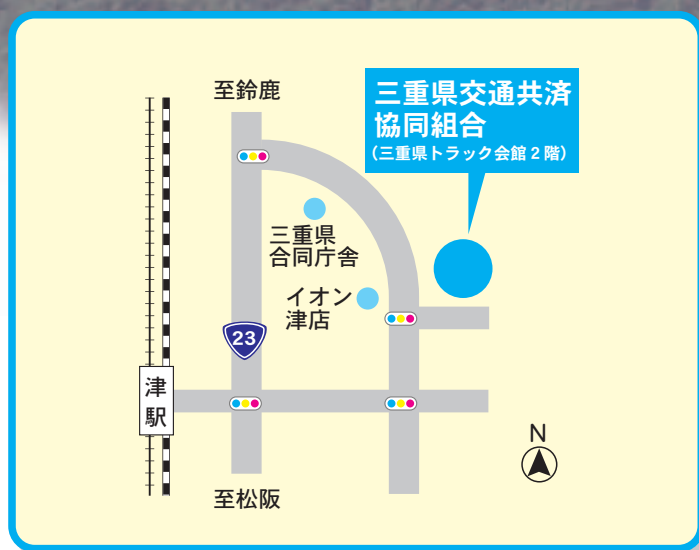 至鈴鹿
三重県交通共済
協同組合
(三重県トラック会館2階)
三重県
合同庁舎
イオン
津店
23
津
駅
N
至松阪